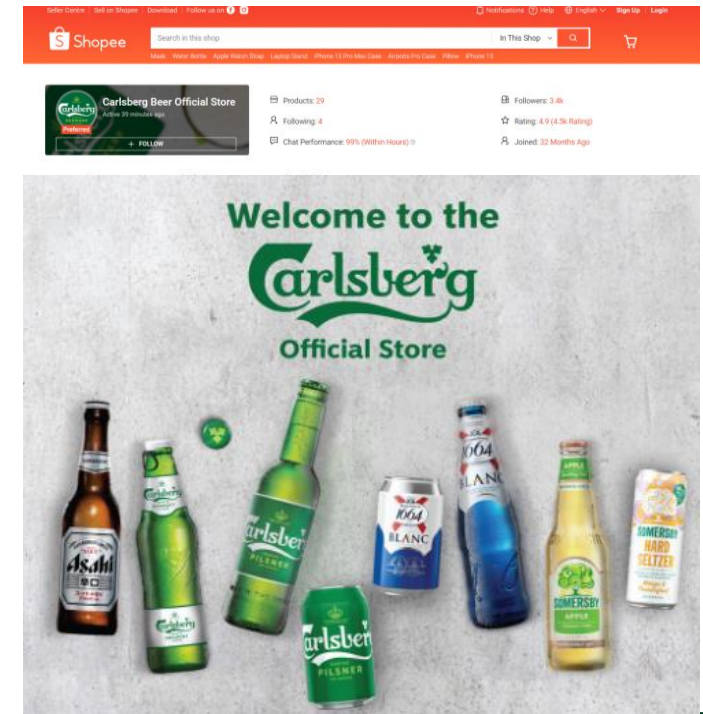 Seller Centre | Sell on Shopee | Download | Follow us on
Notifications Help English Sign Up | Login
Shopee
Search in this shop
In This Shop
Mask Water Bottle Apple Watch Strap Laptop Stand iPhone 13 Pro Max Case Airpods Pro Case Pillow iPhone 13
Carlsberg
Carlsberg Beer Official Store
Active 39 minutes ago
Preferred
+ FOLLOW
Products: 29
Following: 4
Chat Performance: 99% (Within Hours)
Followers: 3.4k
Rating: 4.9 (4.5k Rating)
Joined: 32 Months Ago
Welcome to the
Carlsberg
Official Store
Asahi
Carlsberg
Carlsberg
Carlsberg
PILSNER
Carlsberg
PILSNER
1664
BLANC
1664
BLANC
APPLE
SOMERSBY
APPLE
SOMERSBY
HARD
SELTZER